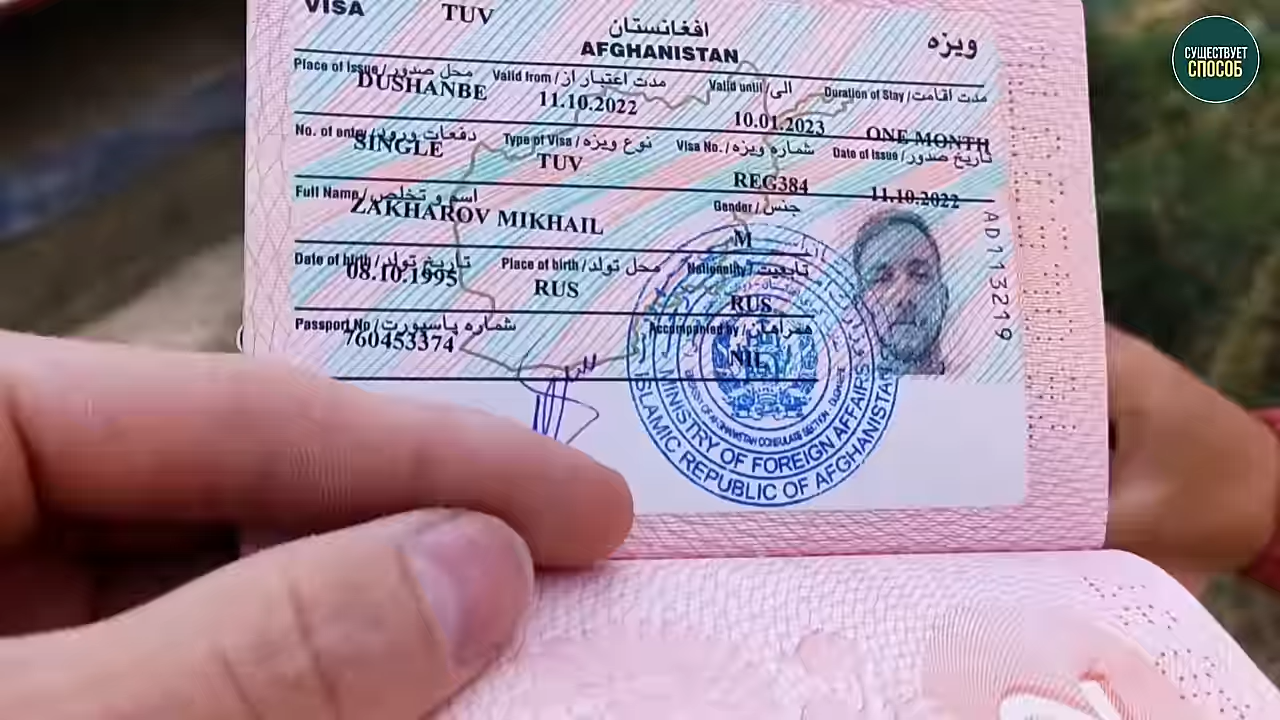 VISA TUV افغانستان ویزه
AFGHANISTAN
Place of Issue/محل صدور Valid from / مدت اعتبار از Valid until/الی Duration of Stay/مدت اقامت
DUSHANBE 11.10.2022 10.01.2023 ONE MONTH
No. of entry/دفعات ورود Type of Visa / نوع ویزه Visa No. / شماره ویزه Date of Issue / تاریخ صدور
SINGLE TUV REG384 11.10.2022
Full Name/اسم و تخلص Gender / جنس
ZAKHAROV MIKHAIL M
Date of birth/تاریخ تولد Place of birth / محل تولد Nationality/تابعیت
08.10.1995 RUS RUS
Passport No/شماره پاسپورت Accompanied by/همراهان
760453374 NIL
AD113219
MINISTRY OF FOREIGN AFFAIRS
ISLAMIC REPUBLIC OF AFGHANISTAN
СУЩЕСТВУЕТ
СПОСОБ